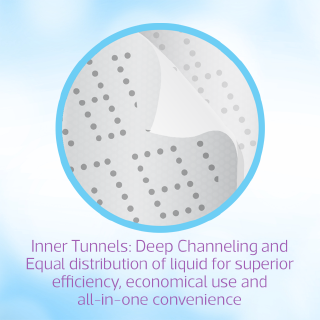 Inner Tunnels: Deep Channeling and
Equal distribution of liquid for superior
efficiency, economical use and
all-in-one convenience